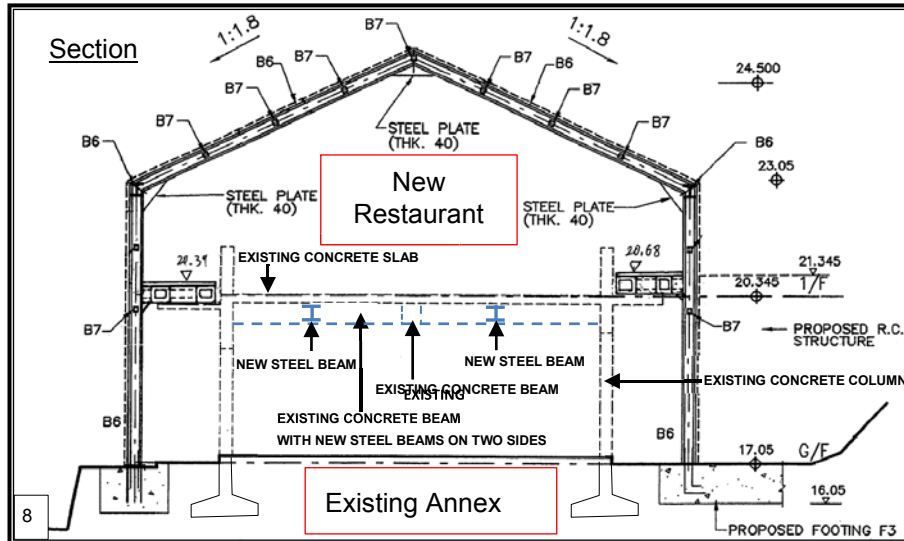 Section
1:1.8
1:1.8
B7
B7
B6
B7
B7
B7
B6
B7
B7
B7
B6
B6
24.500
STEEL PLATE
(THK. 40)
23.05
STEEL PLATE
(THK. 40)
New
Restaurant
STEEL PLATE
(THK. 40)
20.39
EXISTING CONCRETE SLAB
20.68
21.345
1/F
20.345
B7
B7
PROPOSED R.C.
STRUCTURE
NEW STEEL BEAM
NEW STEEL BEAM
EXISTING CONCRETE BEAM
EXISTING
EXISTING CONCRETE COLUMN
EXISTING CONCRETE BEAM
WITH NEW STEEL BEAMS ON TWO SIDES
B6
B6
17.05
G/F
16.05
8
Existing Annex
PROPOSED FOOTING F3